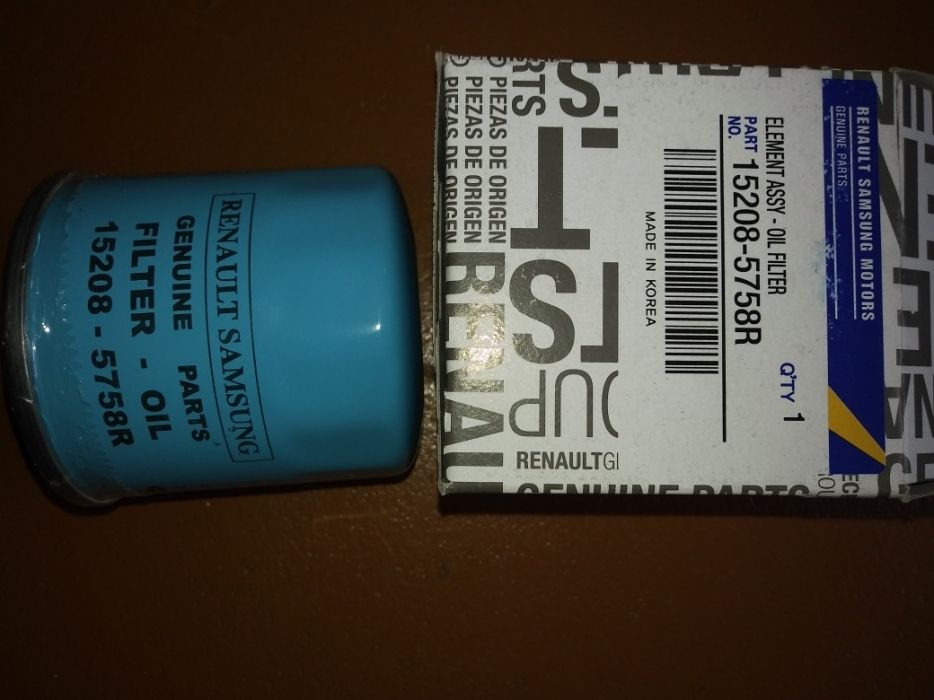 RENAULT SAMSUNG
GENUINE PARTS
FILTER - OIL
15208 - 5758R
RENAULT SAMSUNG MOTORS
GENUINE PARTS
ELEMENT ASSY - OIL FILTER
PART NO. 15208-5758R
Q'TY 1
MADE IN KOREA
PIEZAS DE ORIGEN
PIEZAS DE ORIGEN
PIEZAS DE ORIGEN
RENAULT
GENUINE PARTS